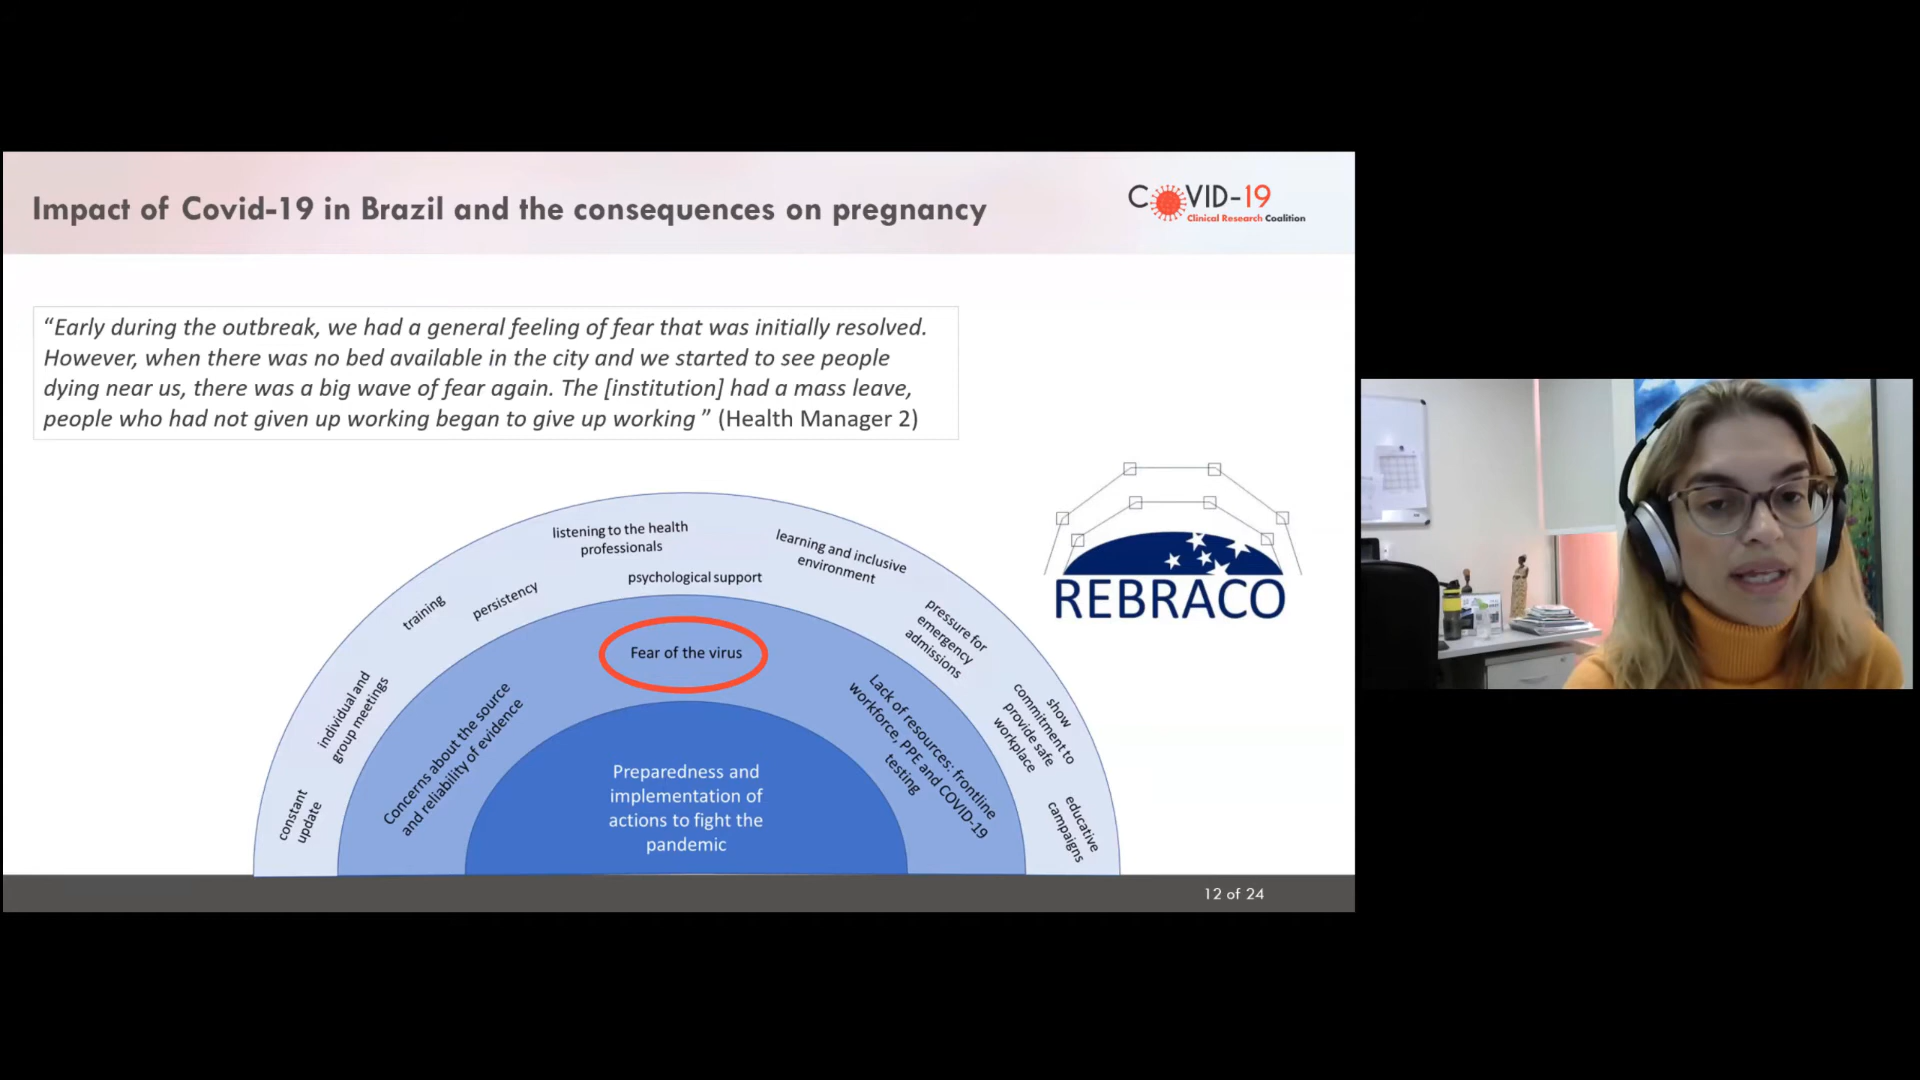 Impact of Covid-19 in Brazil and the consequences on pregnancy
COVID-19
Clinical Research Coalition
“Early during the outbreak, we had a general feeling of fear that was initially resolved.
However, when there was no bed available in the city and we started to see people
dying near us, there was a big wave of fear again. The [institution] had a mass leave,
people who had not given up working began to give up working ” (Health Manager 2)
REBRACO
constant
update
individual and
group meetings
training
persistency
listening to the health
professionals
psychological support
learning and inclusive
environment
pressure for
emergency
admissions
show
commitment to
provide safe
workplace
educative
campaigns
Concerns about the source
and reliability of evidence
Fear of the virus
Lack of resources: frontline
workforce, PPE and COVID-19
testing
Preparedness and
implementation of
actions to fight the
pandemic
12 of 24